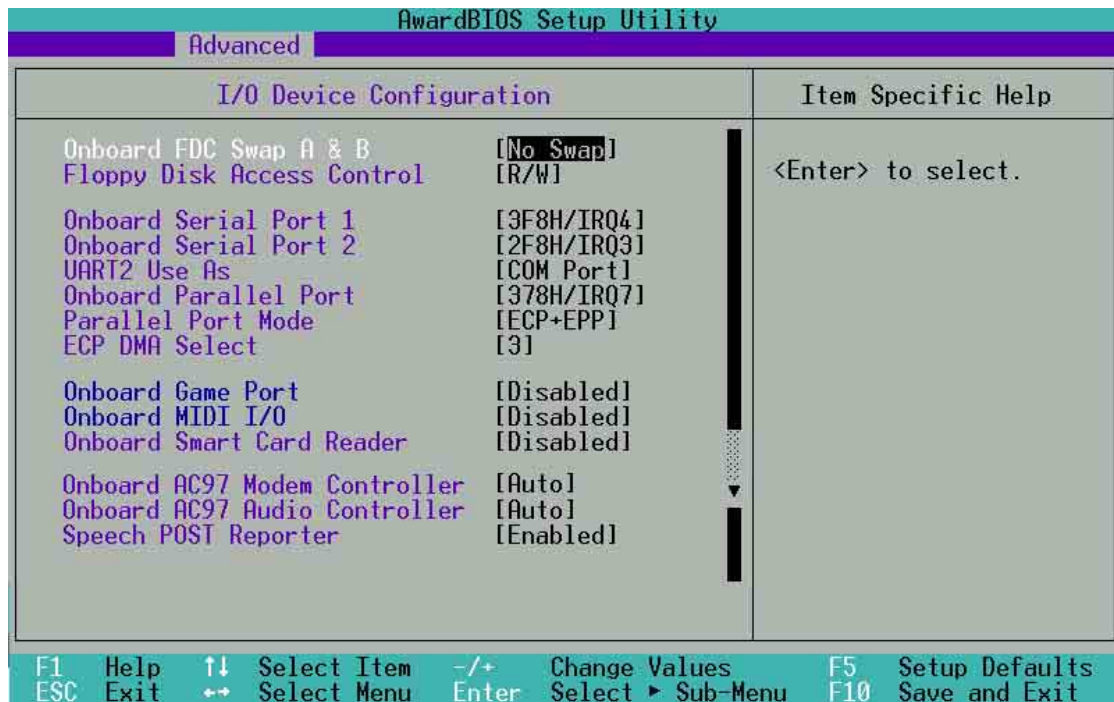 AwardBIOS Setup Utility
Advanced
I/O Device Configuration
Item Specific Help
Onboard FDC Swap A & B [No Swap]
Floppy Disk Access Control [R/W]
Onboard Serial Port 1 [3F8H/IRQ4]
Onboard Serial Port 2 [2F8H/IRQ3]
UART2 Use As [COM Port]
Onboard Parallel Port [378H/IRQ7]
Parallel Port Mode [ECP+EPP]
ECP DMA Select [3]
Onboard Game Port [Disabled]
Onboard MIDI I/O [Disabled]
Onboard Smart Card Reader [Disabled]
Onboard AC97 Modem Controller [Auto]
Onboard AC97 Audio Controller [Auto]
Speech POST Reporter [Enabled]
<Enter> to select.
F1 Help ↑↓ Select Item -/+ Change Values F5 Setup Defaults
ESC Exit ←→ Select Menu Enter Select ► Sub-Menu F10 Save and Exit